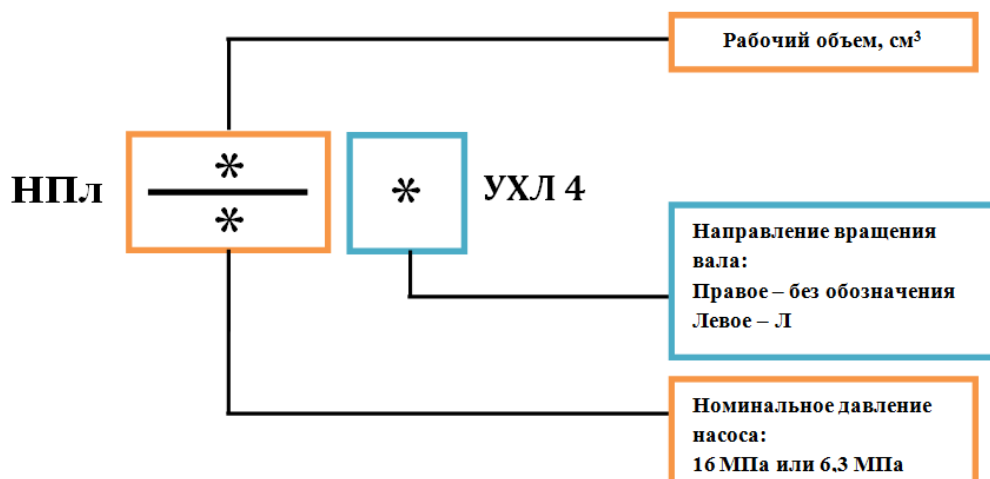 Рабочий объем, см³
*
НПл * УХЛ 4
*
Направление вращения
вала:
Правое – без обозначения
Левое – Л
Номинальное давление
насоса:
16 МПа или 6,3 МПа